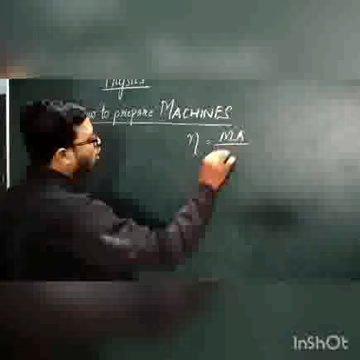 Physics
to prepare MACHINES
η = MA
InShOt